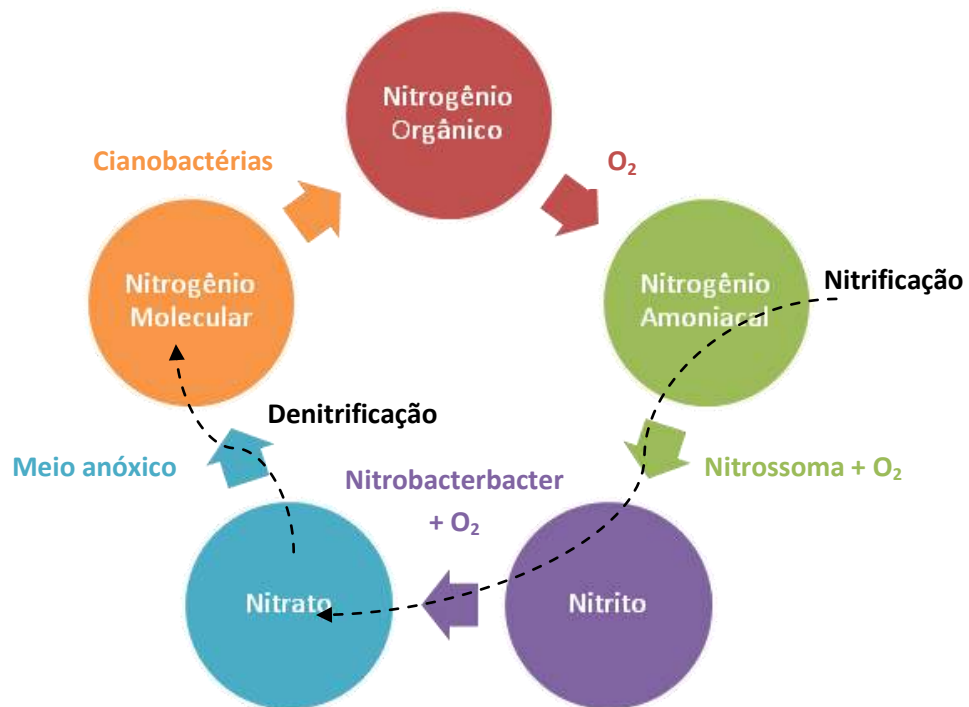 Nitrogênio
Orgânico
Cianobactérias
O₂
Nitrogênio
Molecular
Nitrogênio
Amoniacal
Nitrificação
Denitrificação
Meio anóxico
Nitrobacterbacter
+ O₂
Nitrossoma + O₂
Nitrato
Nitrito